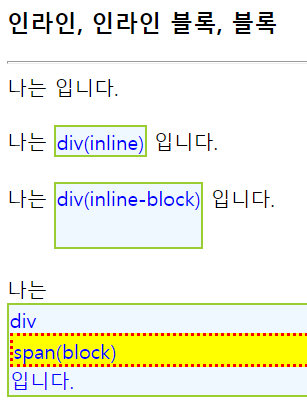 인라인, 인라인 블록, 블록
나는 입니다.
나는 div(inline) 입니다.
나는 div(inline-block) 입니다.
나는
div
span(block)
입니다.